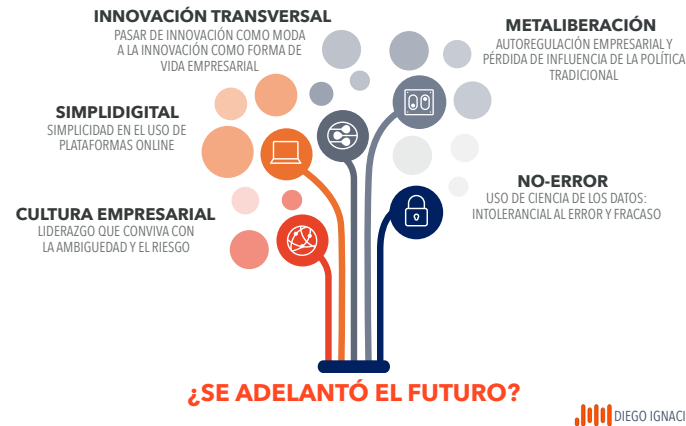 INNOVACIÓN TRANSVERSAL
PASAR DE INNOVACIÓN COMO MODA
A LA INNOVACIÓN COMO FORMA DE
VIDA EMPRESARIAL
METALIBERACIÓN
AUTOREGULACIÓN EMPRESARIAL Y
PÉRDIDA DE INFLUENCIA DE LA POLÍTICA
TRADICIONAL
SIMPLIDIGITAL
SIMPLICIDAD EN EL USO DE
PLATAFORMAS ONLINE
NO-ERROR
USO DE CIENCIA DE LOS DATOS:
INTOLERANCIAL AL ERROR Y FRACASO
CULTURA EMPRESARIAL
LIDERAZGO QUE CONVIVA CON
LA AMBIGUEDAD Y EL RIESGO
¿SE ADELANTÓ EL FUTURO?
DIEGO IGNACI